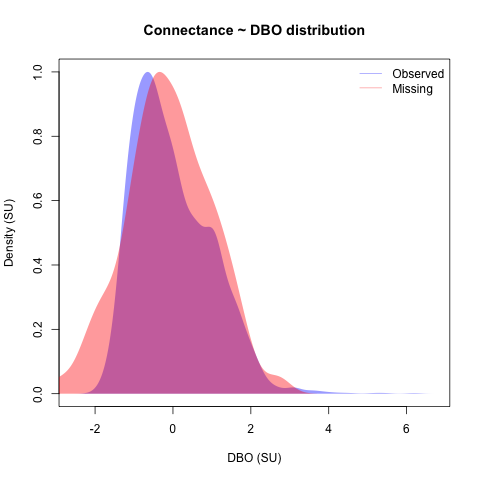 Connectance ~ DBO distribution
Observed
Missing
Density (SU)
1.0
0.8
0.6
0.4
0.2
0.0
-2 0 2 4 6
DBO (SU)